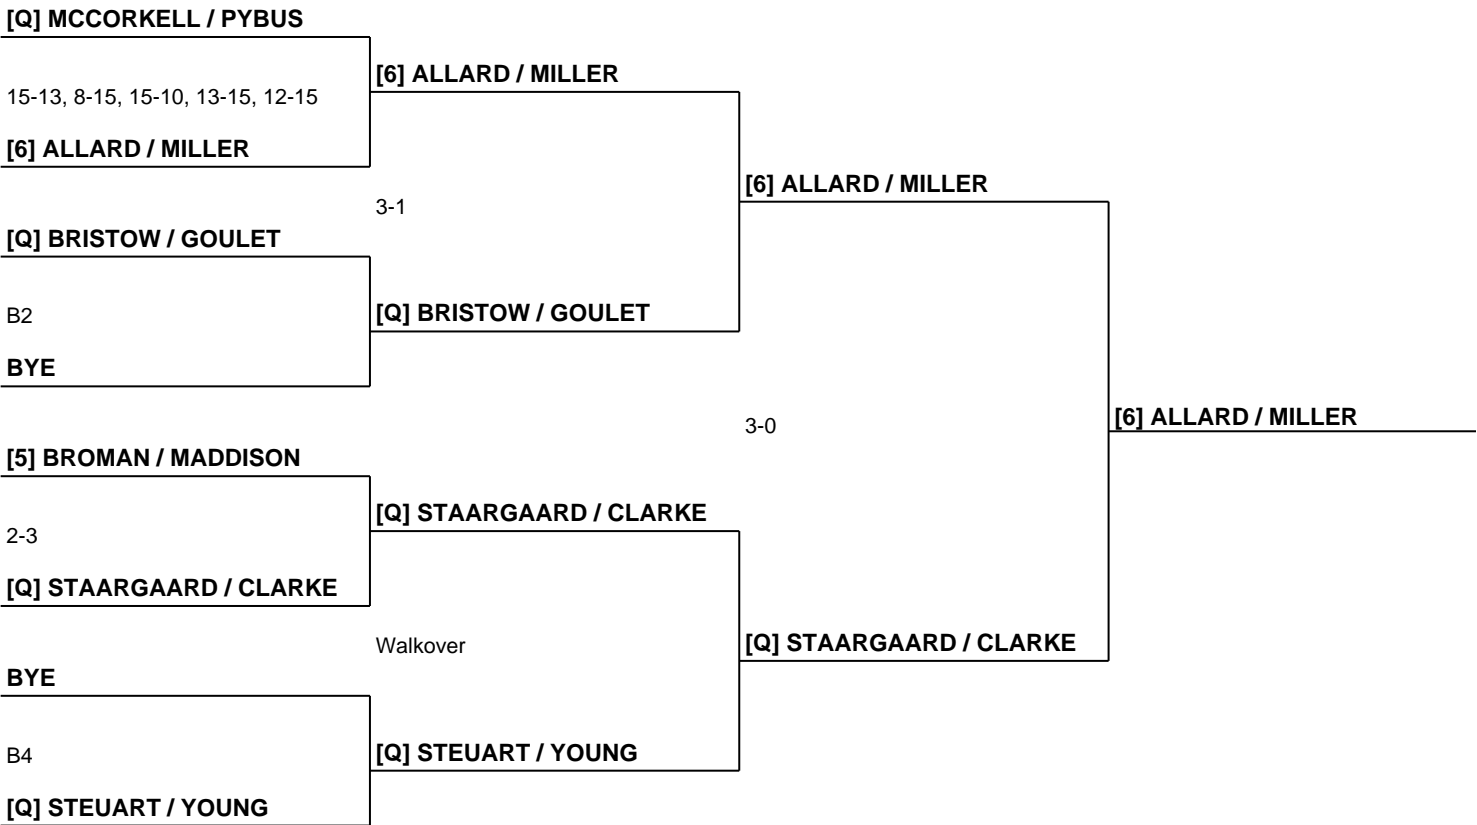 [Q] MCCORKELL / PYBUS
15-13, 8-15, 15-10, 13-15, 12-15
[6] ALLARD / MILLER
[Q] BRISTOW / GOULET
B2
BYE
[5] BROMAN / MADDISON
2-3
[Q] STAARGAARD / CLARKE
BYE
B4
[Q] STEUART / YOUNG
[6] ALLARD / MILLER
3-1
[Q] BRISTOW / GOULET
[Q] STAARGAARD / CLARKE
Walkover
[Q] STEUART / YOUNG
[6] ALLARD / MILLER
3-0
[Q] STAARGAARD / CLARKE
[6] ALLARD / MILLER